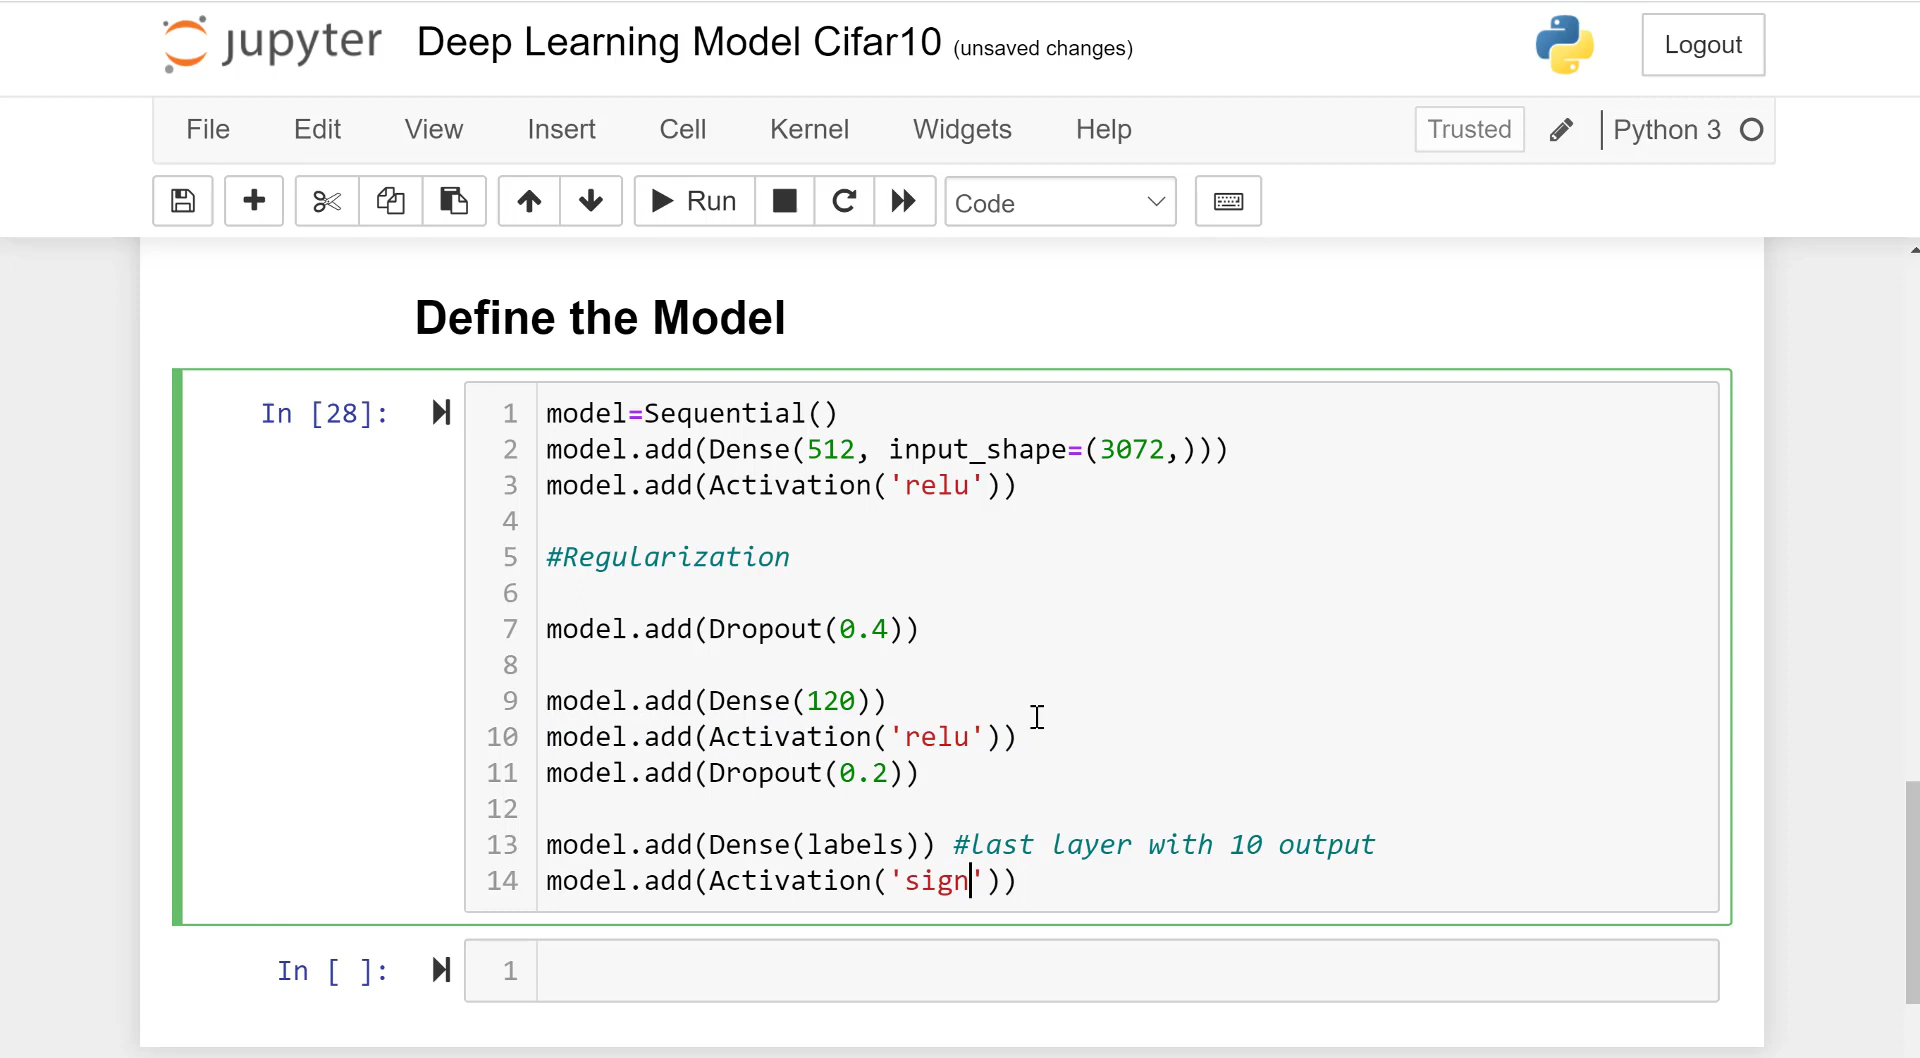 jupyter Deep Learning Model Cifar10 (unsaved changes) Logout
File Edit View Insert Cell Kernel Widgets Help Trusted Python 3
Run Code
Define the Model
In [28]:
1 model=Sequential()
2 model.add(Dense(512, input_shape=(3072,)))
3 model.add(Activation('relu'))
4
5 #Regularization
6
7 model.add(Dropout(0.4))
8
9 model.add(Dense(120))
10 model.add(Activation('relu'))
11 model.add(Dropout(0.2))
12
13 model.add(Dense(labels)) #last layer with 10 output
14 model.add(Activation('sign'))
In [ ]: 1